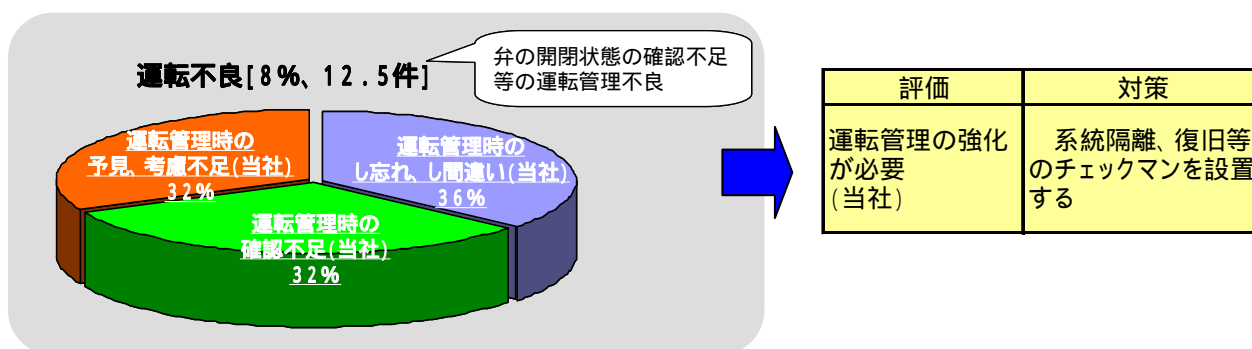 弁の開閉状態の確認不足
等の運転管理不良
運転不良[8%、12.5件]
運転管理時の
予見、考慮不足(当社)
32%
運転管理時の
し忘れ、し間違い(当社)
36%
運転管理時の
確認不足(当社)
32%
評価
対策
運転管理の強化
が必要
(当社)
系統隔離、復旧等
のチェックマンを設置
する